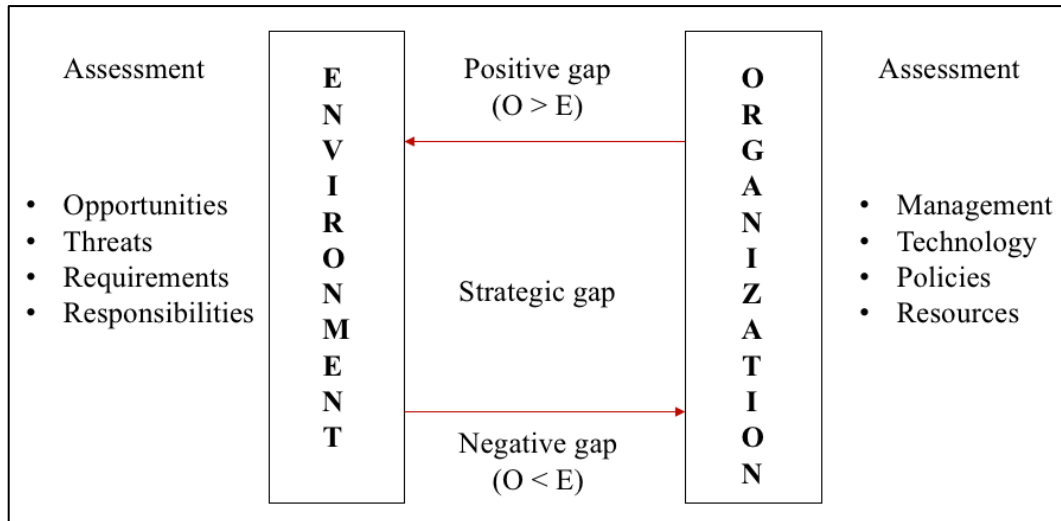 Assessment
• Opportunities
• Threats
• Requirements
• Responsibilities
ENVIRONMENT
Positive gap
(O > E)
Strategic gap
Negative gap
(O < E)
ORGANIZATION
Assessment
• Management
• Technology
• Policies
• Resources